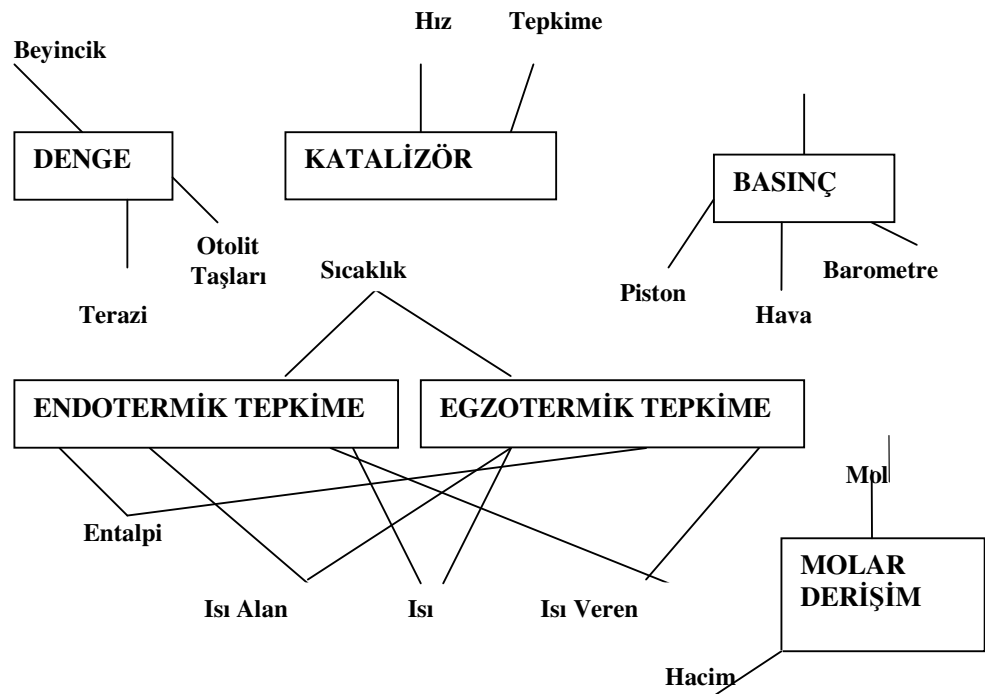 Hız Tepkime
Beyincik
DENGE
KATALİZÖR
BASINÇ
Otolit
Taşları
Sıcaklık
Barometre
Piston
Terazi
Hava
ENDOTERMİK TEPKİME
EGZOTERMİK TEPKİME
Mol
Entalpi
MOLAR
DERİŞİM
Isı Alan
Isı
Isı Veren
Hacim